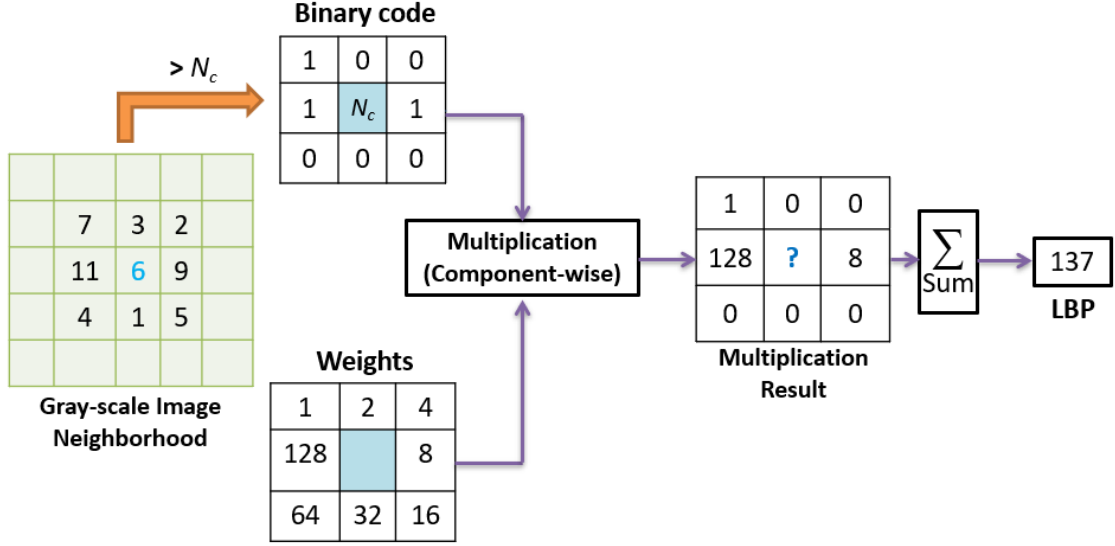 Binary code
> Nc
1 0 0
1 Nc 1
0 0 0
7 3 2
11 6 9
4 1 5
Gray-scale Image
Neighborhood
Multiplication
(Component-wise)
Weights
1 2 4
128 8
64 32 16
1 0 0
128 ? 8
0 0 0
Multiplication
Result
∑
Sum
137
LBP